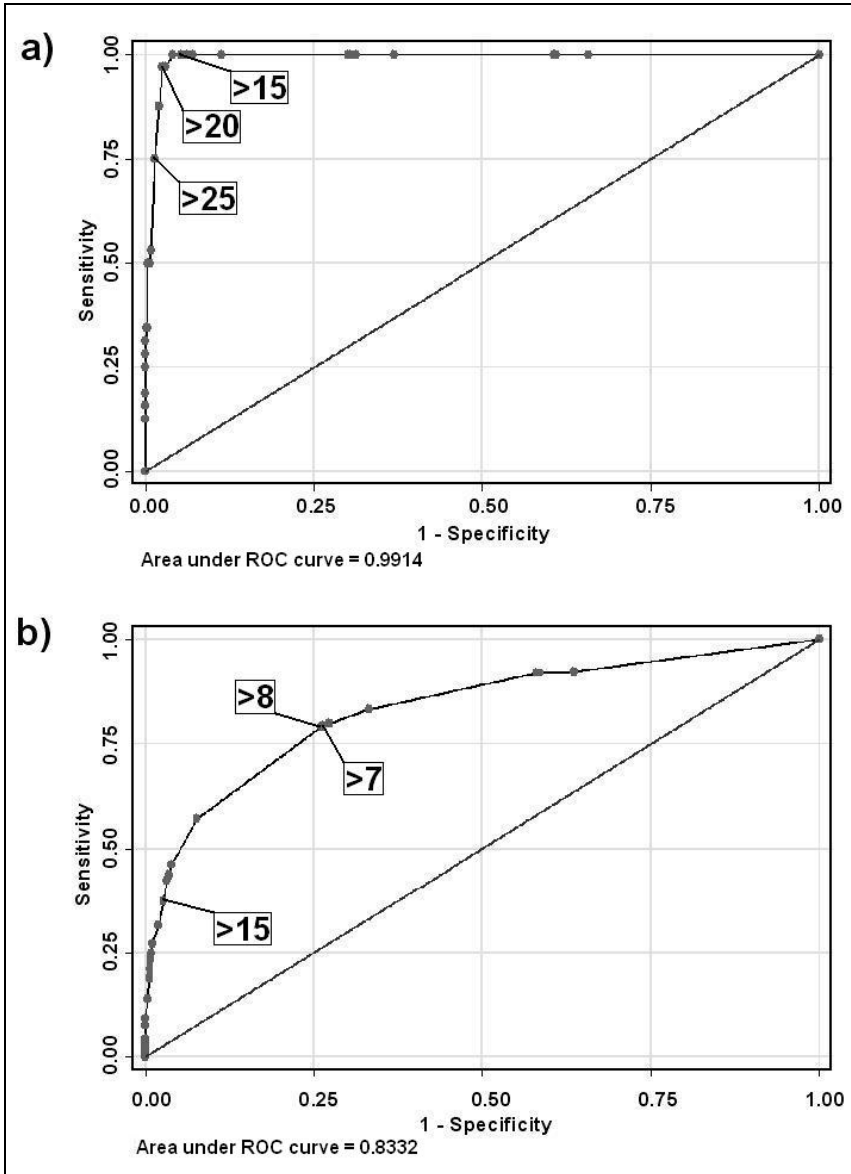 a)
1.00
>15
>20
0.75
>25
Sensitivity
0.50
0.25
0.00
0.00 0.25 0.50 0.75 1.00
1 - Specificity
Area under ROC curve = 0.9914
b)
1.00
>8
0.75
>7
Sensitivity
0.50
>15
0.25
0.00
0.00 0.25 0.50 0.75 1.00
1 - Specificity
Area under ROC curve = 0.8332